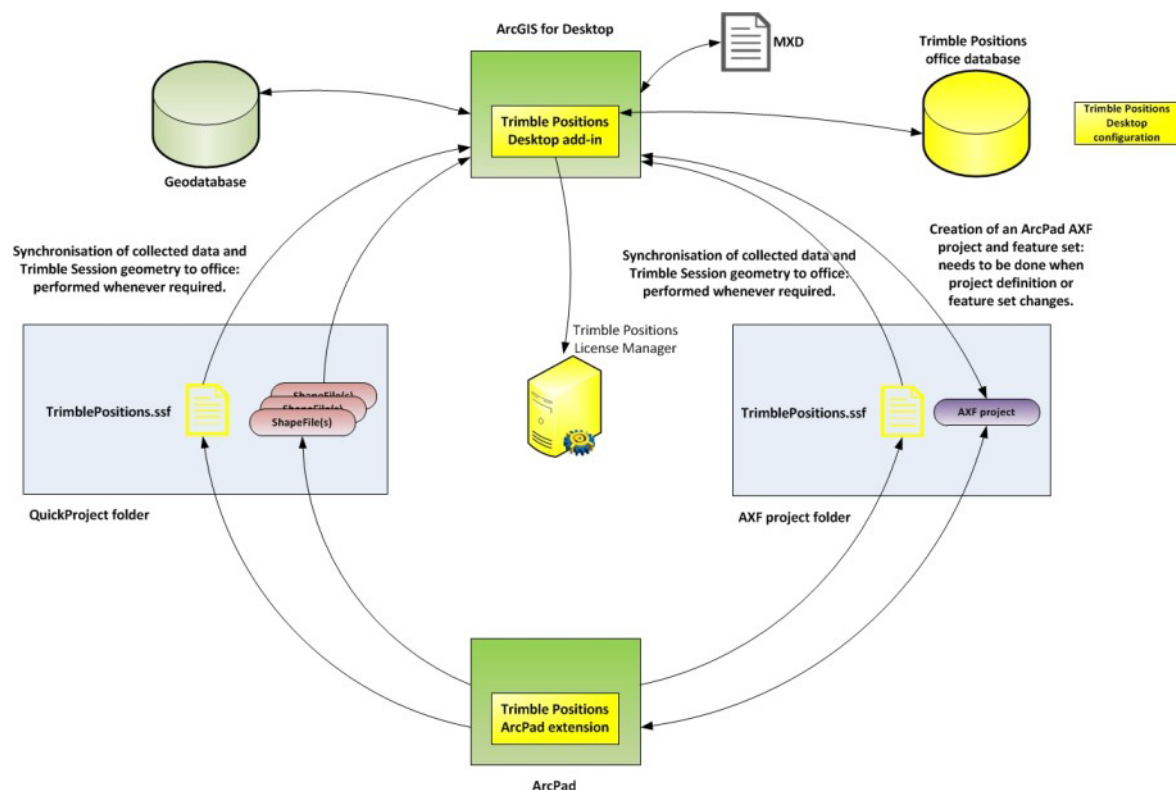 ArcGIS for Desktop
MXD
Trimble Positions
office database
Trimble Positions
Desktop add-in
Trimble Positions
Desktop
configuration
Geodatabase
Synchronisation of collected data and
Trimble Session geometry to office:
performed whenever required.
Synchronisation of collected data and
Trimble Session geometry to office:
performed whenever required.
Creation of an ArcPad AXF
project and feature set:
needs to be done when
project definition or
feature set changes.
Trimble Positions
License Manager
TrimblePositions.ssf
ShapeFile(s)
ShapeFile(s)
ShapeFile(s)
TrimblePositions.ssf
AXF project
QuickProject folder
AXF project folder
Trimble Positions
ArcPad extension
ArcPad